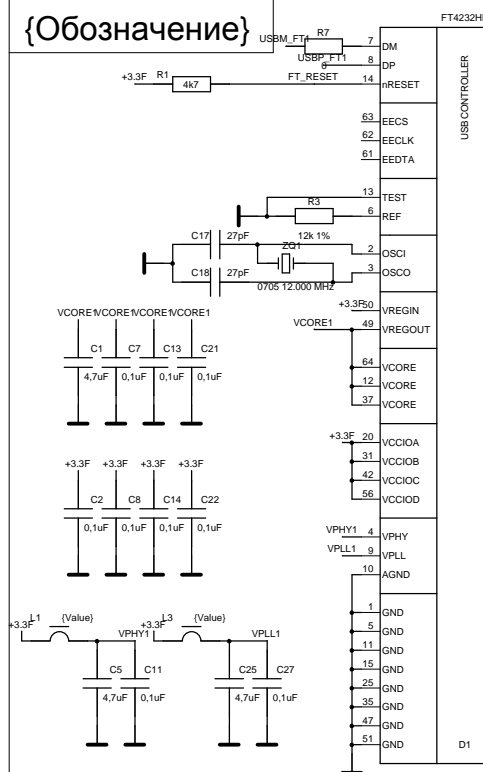 {Обозначение}
FT4232H
USBM_FT1 R7 7 DM
USBP_FT1 0 8 DP
+3.3F R1 4k7 FT_RESET 14 nRESET
USB CONTROLLER
63 EECS
62 EECLK
61 EEDTA
13 TEST
R3 6 REF
C17 27pF 12k 1%
ZQ1 2 OSCI
C18 27pF 3 OSCO
0705 12.000 MHz
+3.3F 50 VREGIN
VCORE1 VCORE1 VCORE1 VCORE1 VCORE1 49 VREGOUT
C1 C7 C13 C21
4,7uF 0,1uF 0,1uF 0,1uF
64 VCORE
12 VCORE
37 VCORE
+3.3F 20 VCCIOA
31 VCCIOB
42 VCCIOC
56 VCCIOD
+3.3F +3.3F +3.3F +3.3F
C2 C8 C14 C22
0,1uF 0,1uF 0,1uF 0,1uF
VPHY1 4 VPHY
VPLL1 9 VPLL
10 AGND
1 GND
5 GND
11 GND
15 GND
25 GND
35 GND
47 GND
51 GND
L1 {Value} L3 {Value}
+3.3F VPHY1 +3.3F VPLL1
C5 C11 C25 C27
4,7uF 0,1uF 4,7uF 0,1uF
D1